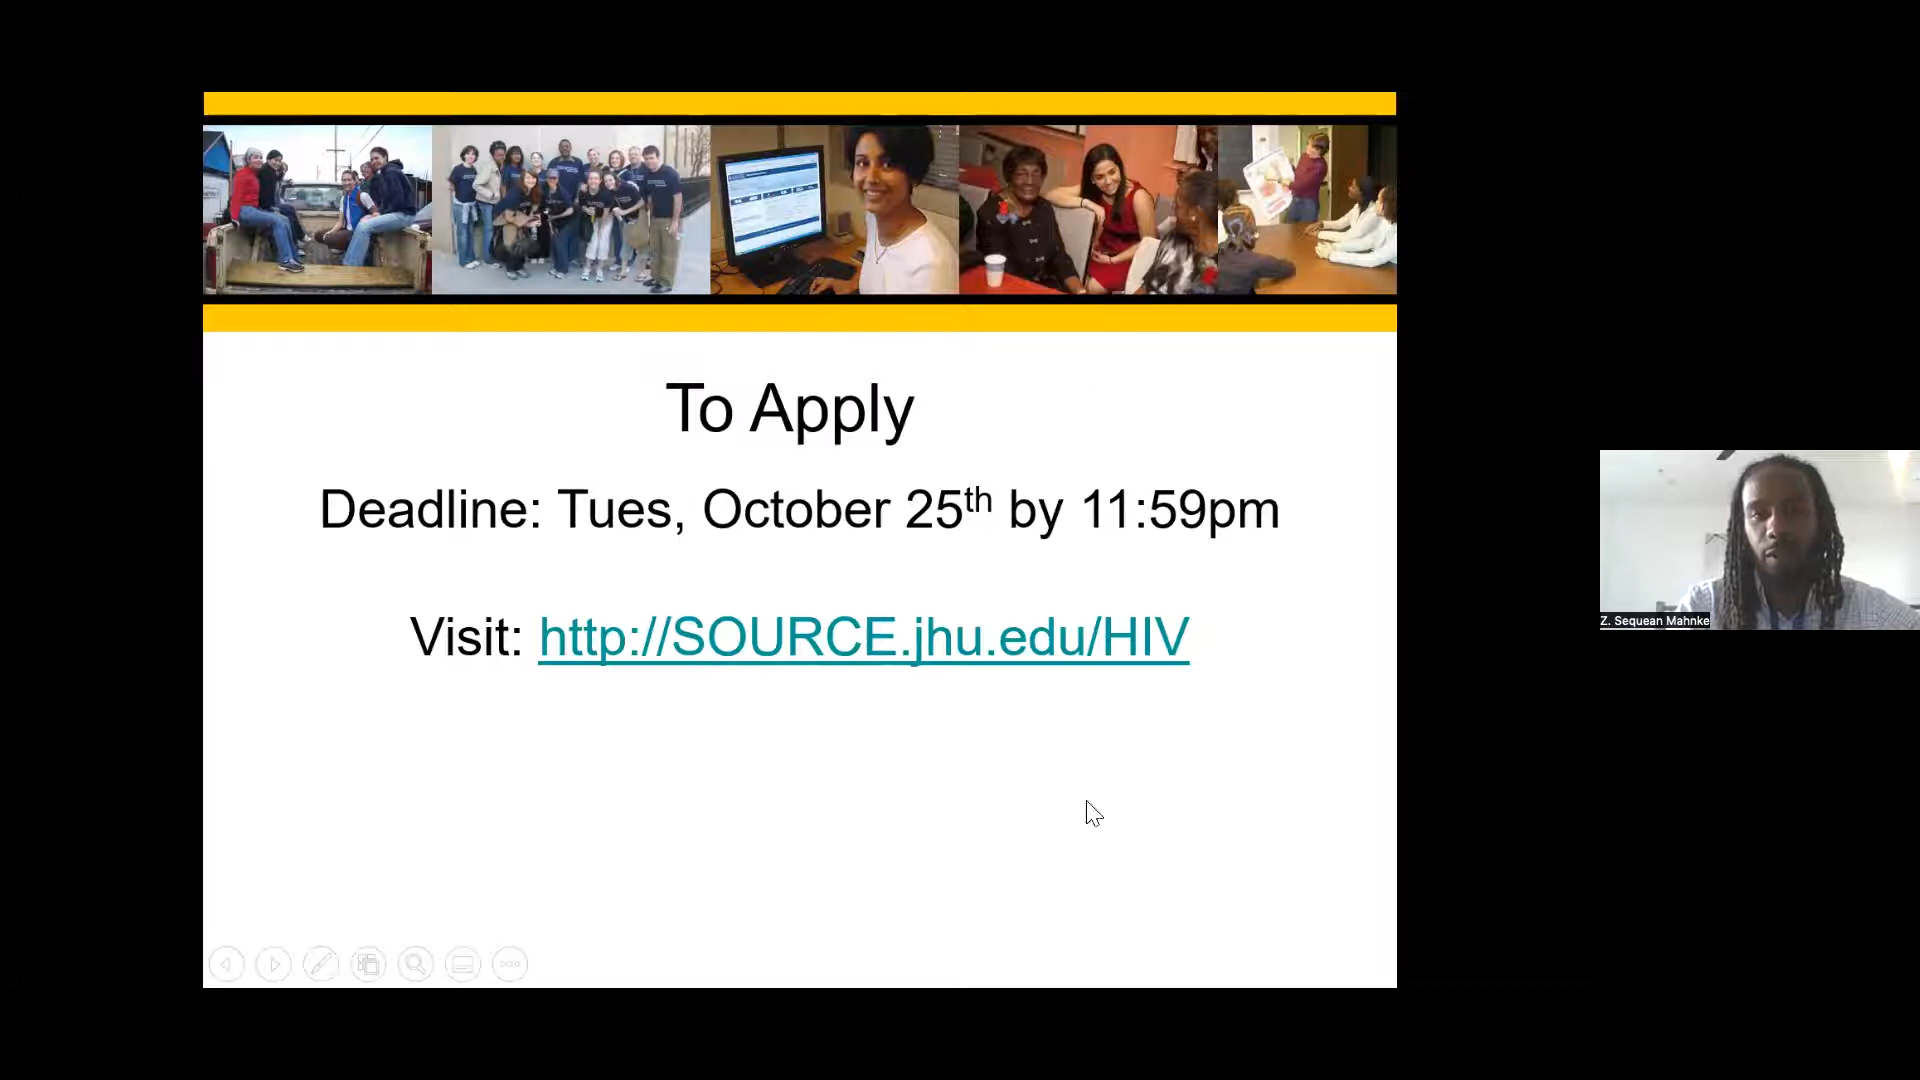 To Apply
Deadline: Tues, October 25th by 11:59pm
Visit: http://SOURCE.jhu.edu/HIV
Z. Sequean Mahnke